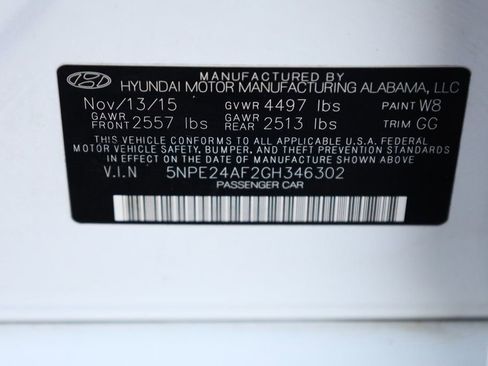 MANUFACTURED BY
HYUNDAI MOTOR MANUFACTURING ALABAMA, LLC
Nov/13/15 GVWR 4497 lbs PAINT W8
GAWR FRONT 2557 lbs GAWR REAR 2513 lbs TRIM GG
THIS VEHICLE CONFORMS TO ALL APPLICABLE U.S.A. FEDERAL
MOTOR VEHICLE SAFETY, BUMPER, AND THEFT PREVENTION STANDARDS
IN EFFECT ON THE DATE OF MANUFACTURE SHOWN ABOVE
V.I.N 5NPE24AF2GH346302
PASSENGER CAR